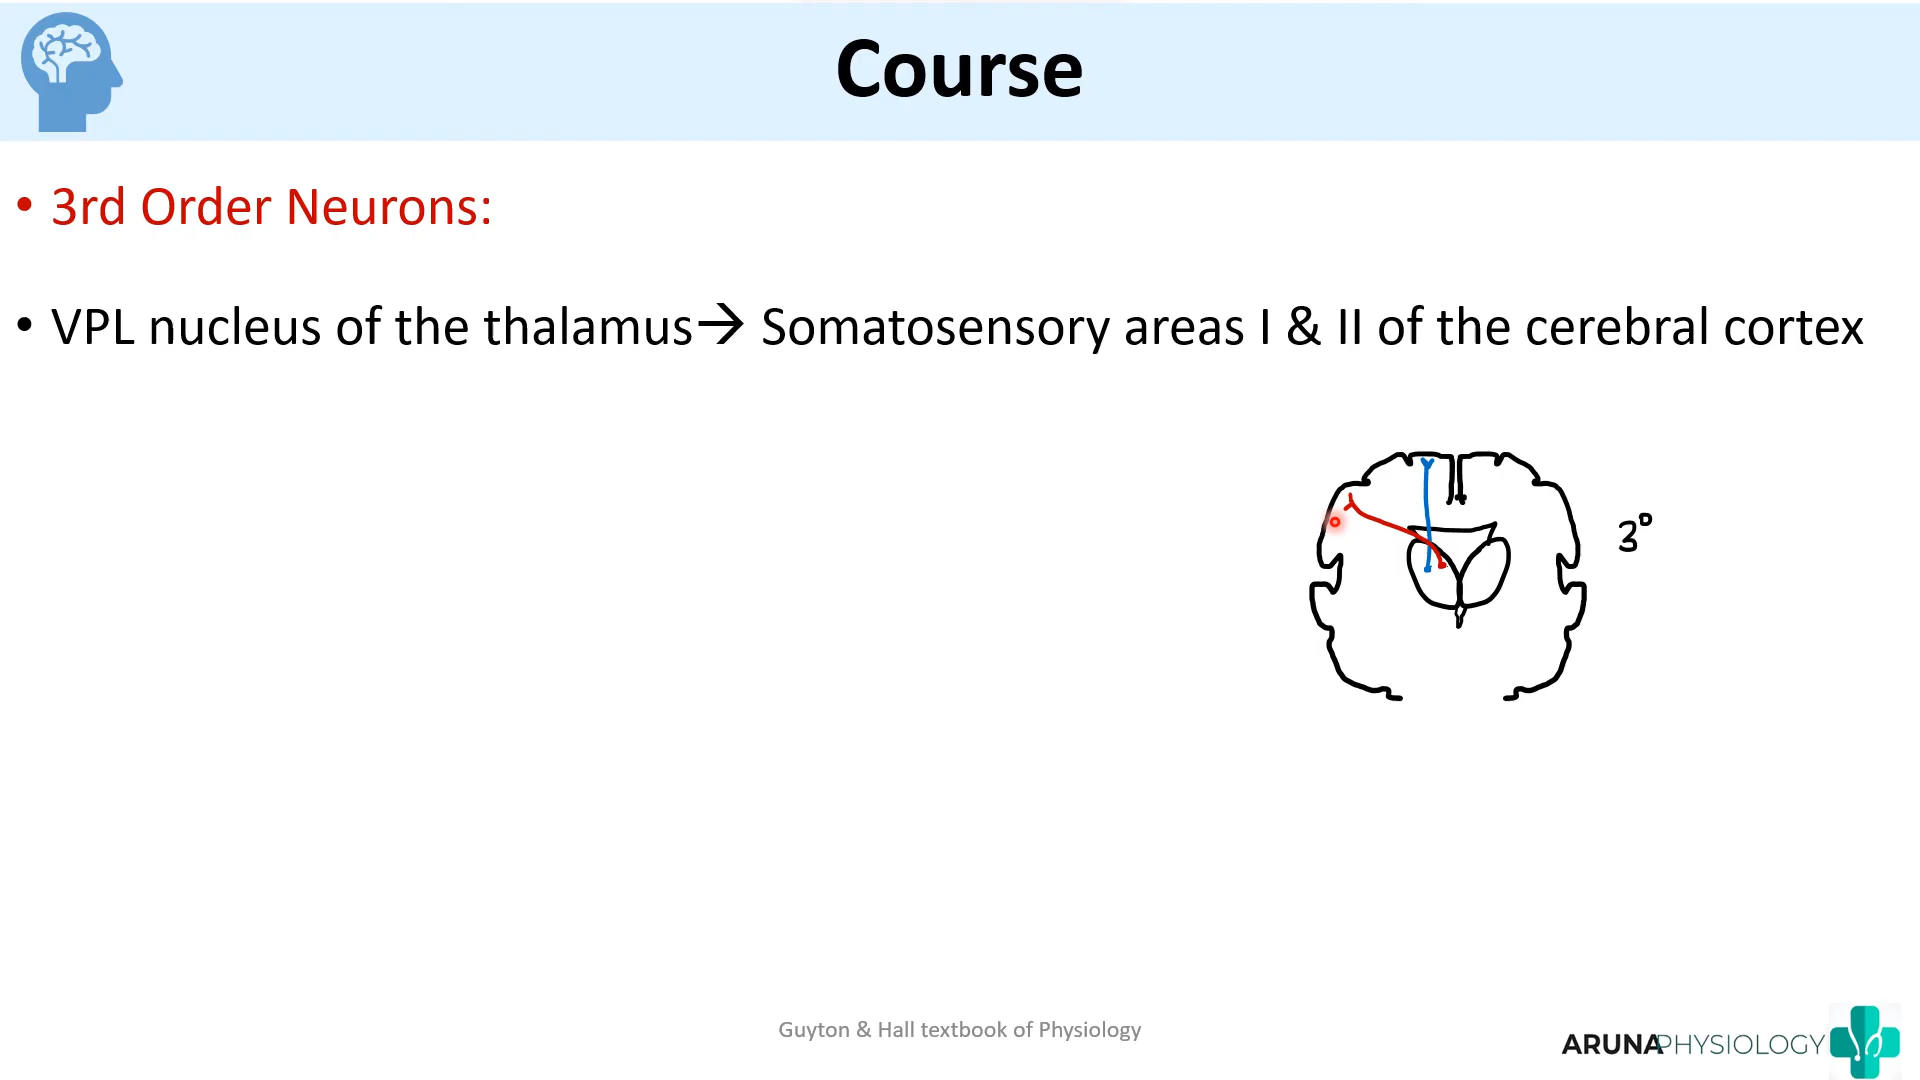 Course
• 3rd Order Neurons:
• VPL nucleus of the thalamus→ Somatosensory areas I & II of the cerebral cortex
3°
Guyton & Hall textbook of Physiology
ARUNAPHYSIOLOGY